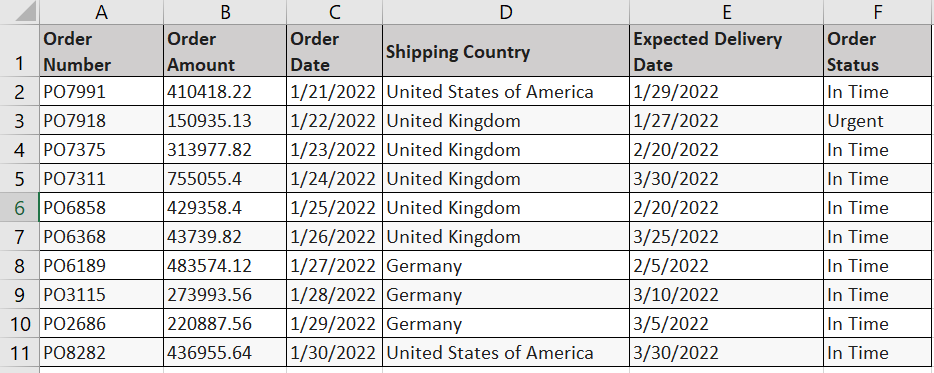 A B C D E F
1 Order Number Order Amount Order Date Shipping Country Expected Delivery Date Order Status
2 PO7991 410418.22 1/21/2022 United States of America 1/29/2022 In Time
3 PO7918 150935.13 1/22/2022 United Kingdom 1/27/2022 Urgent
4 PO7375 313977.82 1/23/2022 United Kingdom 2/20/2022 In Time
5 PO7311 755055.4 1/24/2022 United Kingdom 3/30/2022 In Time
6 PO6858 429358.4 1/25/2022 United Kingdom 2/20/2022 In Time
7 PO6368 43739.82 1/26/2022 United Kingdom 3/25/2022 In Time
8 PO6189 483574.12 1/27/2022 Germany 2/5/2022 In Time
9 PO3115 273993.56 1/28/2022 Germany 3/10/2022 In Time
10 PO2686 220887.56 1/29/2022 Germany 3/5/2022 In Time
11 PO8282 436955.64 1/30/2022 United States of America 3/30/2022 In Time